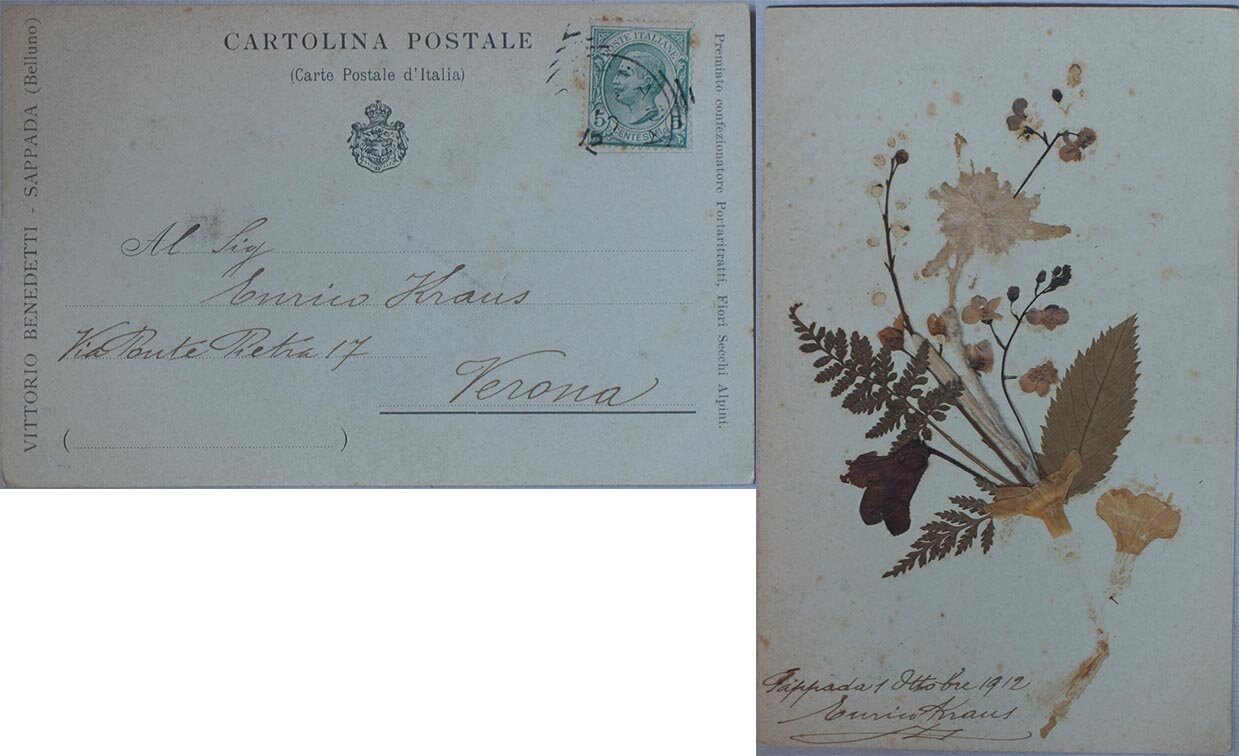 CARTOLINA POSTALE
(Carte Postale d'Italia)
VITTORIO BENEDETTI - SAPPADA (Belluno)
POSTE ITALIANE
5 CENTESIMI 5
Premiato confezionatore Portaritratti, Fiori Secchi Alpini.
Al Sig
Enrico Kraus
Via Ponte Pietra 17
Verona
Sappada 1 Ottobre 1912
Enrico Kraus